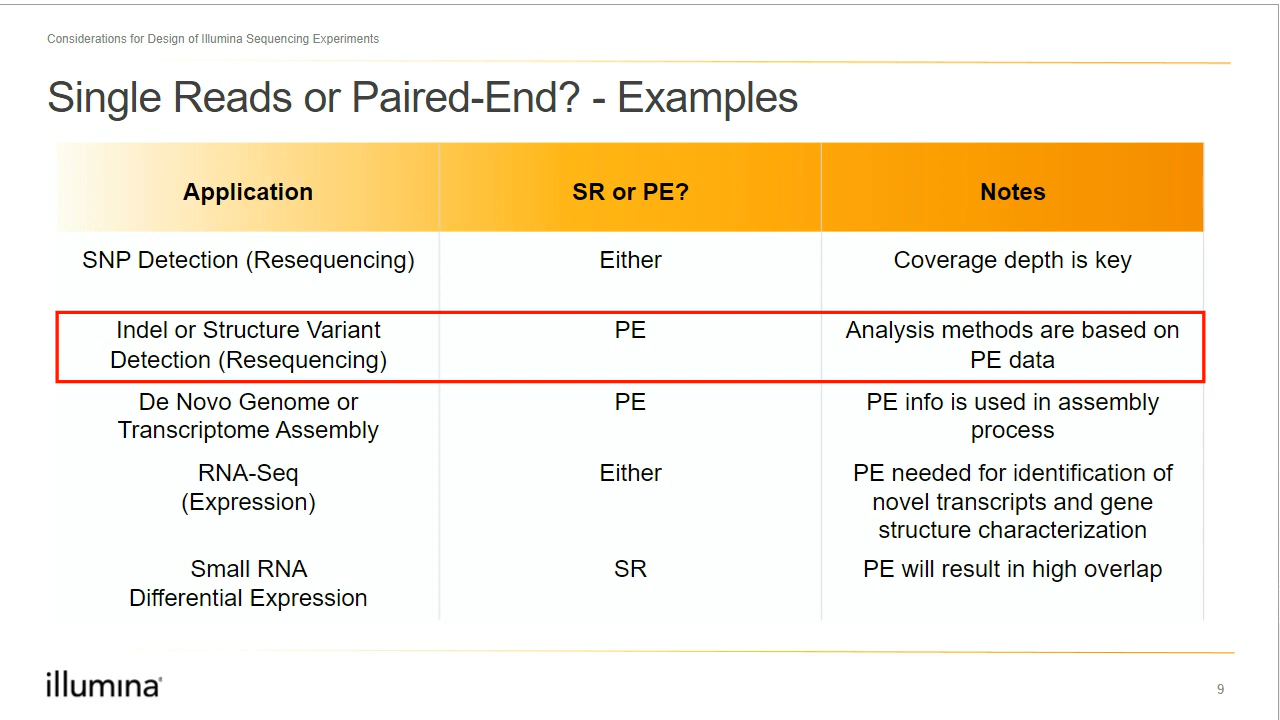 Considerations for Design of Illumina Sequencing Experiments
Single Reads or Paired-End? - Examples
Application
SR or PE?
Notes
SNP Detection (Resequencing)
Either
Coverage depth is key
Indel or Structure Variant
Detection (Resequencing)
PE
Analysis methods are based on
PE data
De Novo Genome or
Transcriptome Assembly
PE
PE info is used in assembly
process
RNA-Seq
(Expression)
Either
PE needed for identification of
novel transcripts and gene
structure characterization
Small RNA
Differential Expression
SR
PE will result in high overlap
illumina
9